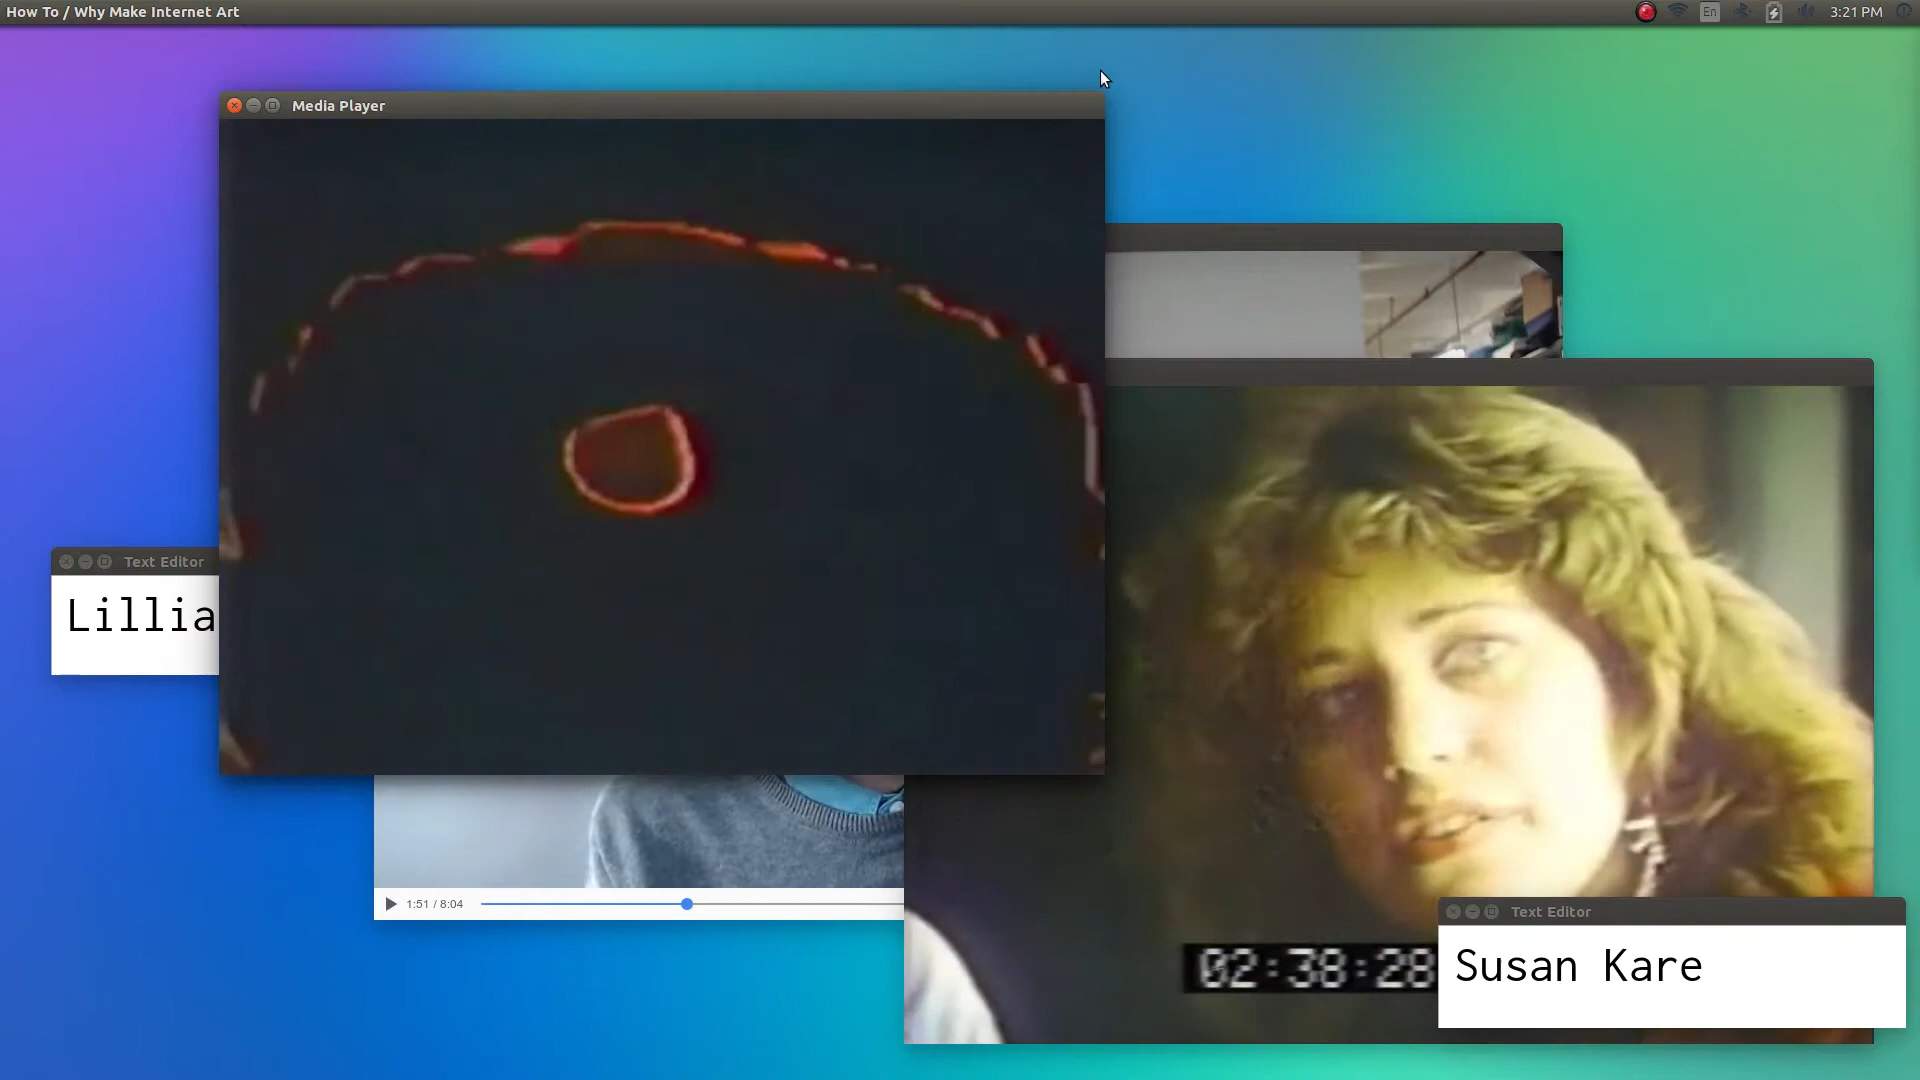 How To / Why Make Internet Art
En
3:21 PM
Media Player
Text Editor
Lillia
1:51 / 8:04
02:38:28
Text Editor
Susan Kare